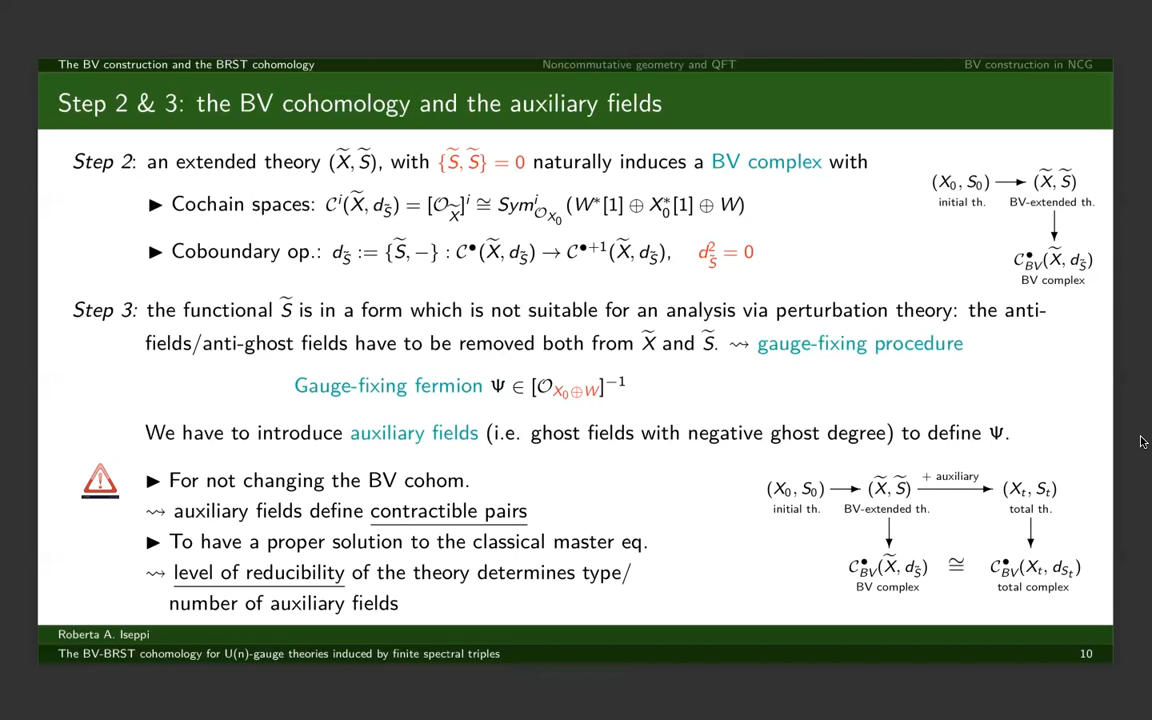 The BV construction and the BRST cohomology Noncommutative geometry and QFT BV construction in NCG
Step 2 & 3: the BV cohomology and the auxiliary fields
Step 2: an extended theory (X̃, S̃), with {S̃, S̃} = 0 naturally induces a BV complex with
▶ Cochain spaces: 𝒞ⁱ(X̃, d_S̃) = [𝒪_X̃]ⁱ ≅ Symⁱ_𝒪_X₀ (W*[1] ⊕ X₀*[1] ⊕ W)
▶ Coboundary op.: d_S̃ := {S̃, −} : 𝒞^•(X̃, d_S̃) → 𝒞^•+1(X̃, d_S̃), d²_S̃ = 0
(X₀, S₀) ⟶ (X̃, S̃)
initial th. BV-extended th.
𝒞^•_BV(X̃, d_S̃)
BV complex
Step 3: the functional S̃ is in a form which is not suitable for an analysis via perturbation theory: the anti-
fields/anti-ghost fields have to be removed both from X̃ and S̃. ⇝ gauge-fixing procedure
Gauge-fixing fermion Ψ ∈ [𝒪_X₀⊕W]⁻¹
We have to introduce auxiliary fields (i.e. ghost fields with negative ghost degree) to define Ψ.
▶ For not changing the BV cohom.
⇝ auxiliary fields define contractible pairs
▶ To have a proper solution to the classical master eq.
⇝ level of reducibility of the theory determines type/
number of auxiliary fields
+ auxiliary
(X₀, S₀) ⟶ (X̃, S̃) ⟶ (Xₜ, Sₜ)
initial th. BV-extended th. total th.
𝒞^•_BV(X̃, d_S̃) ≅ 𝒞^•_BV(Xₜ, d_Sₜ)
BV complex total complex
Roberta A. Iseppi
The BV-BRST cohomology for U(n)-gauge theories induced by finite spectral triples 10